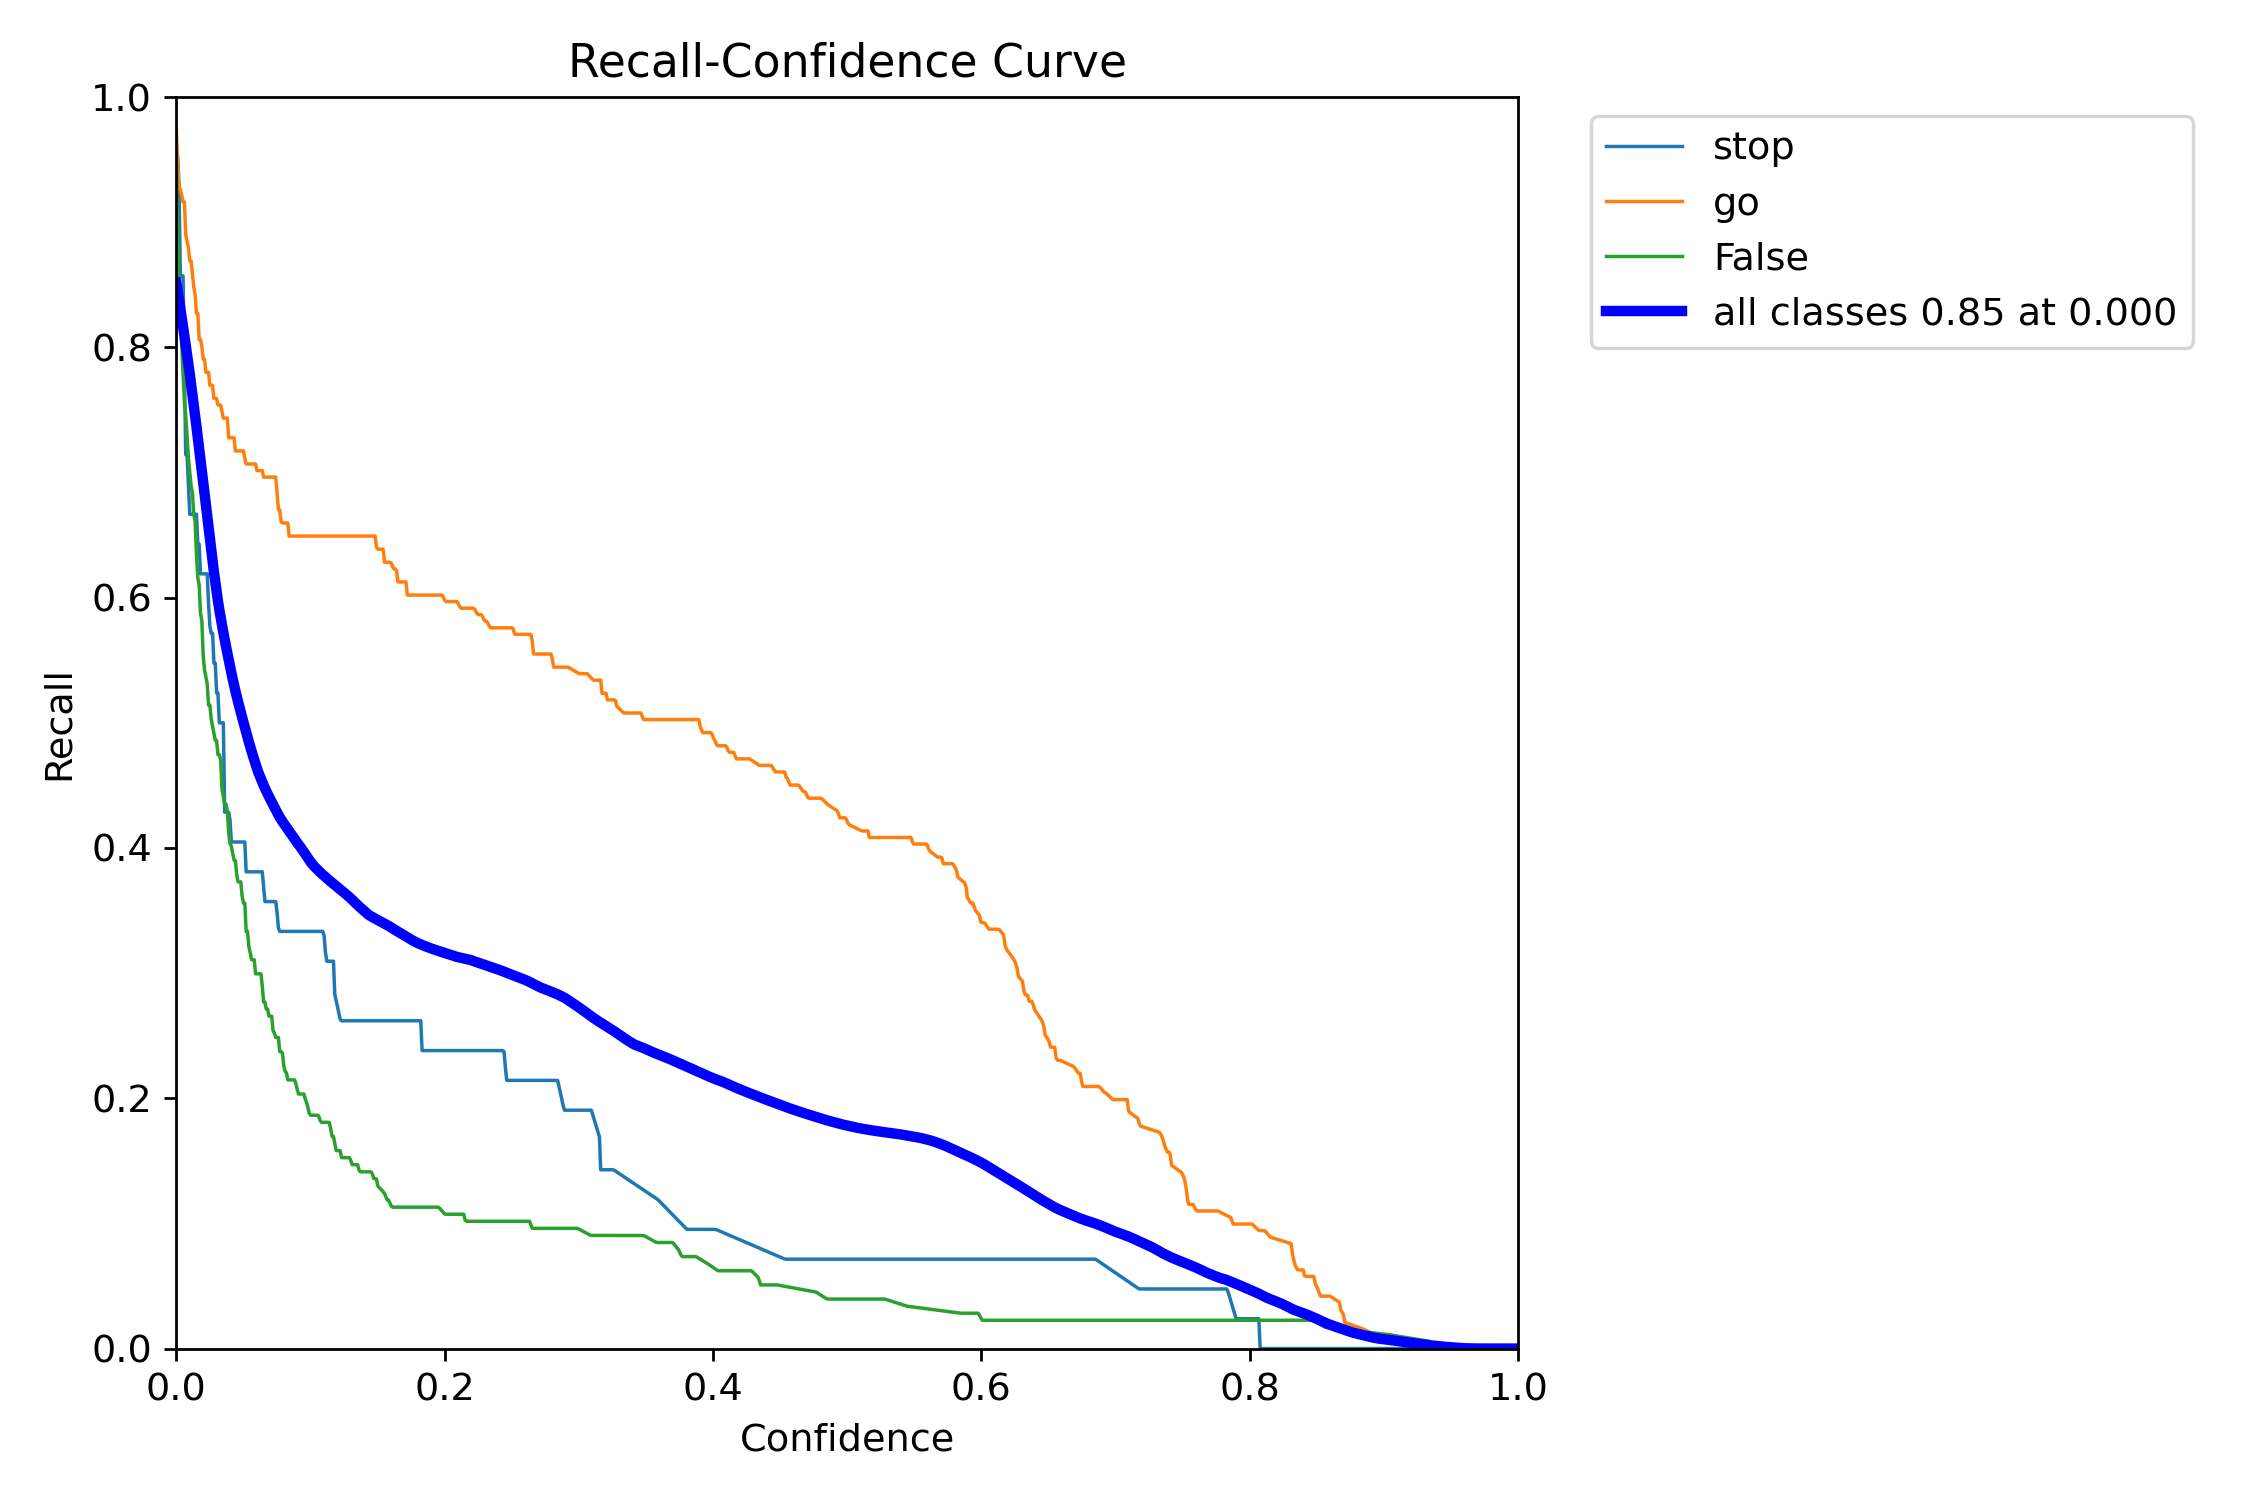 Recall-Confidence Curve
1.0
0.8
0.6
0.4
0.2
0.0
Recall
0.0 0.2 0.4 0.6 0.8 1.0
Confidence
stop
go
False
all classes 0.85 at 0.000